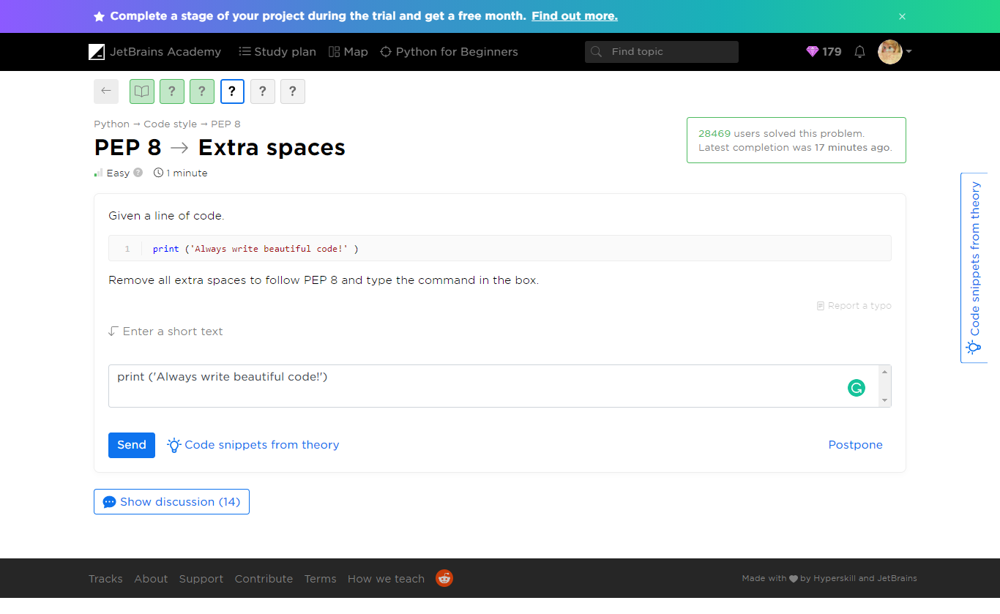 Complete a stage of your project during the trial and get a free month. Find out more. ×
JetBrains Academy Study plan Map Python for Beginners Find topic 179
? ? ? ? ?
Python → Code style → PEP 8
PEP 8 → Extra spaces
Easy ? 1 minute
28469 users solved this problem.
Latest completion was 17 minutes ago.
Given a line of code.
1 print ('Always write beautiful code!' )
Remove all extra spaces to follow PEP 8 and type the command in the box.
Report a typo
Enter a short text
print ('Always write beautiful code!')
Send Code snippets from theory Postpone
Show discussion (14)
Code snippets from theory
Tracks About Support Contribute Terms How we teach
Made with by Hyperskill and JetBrains